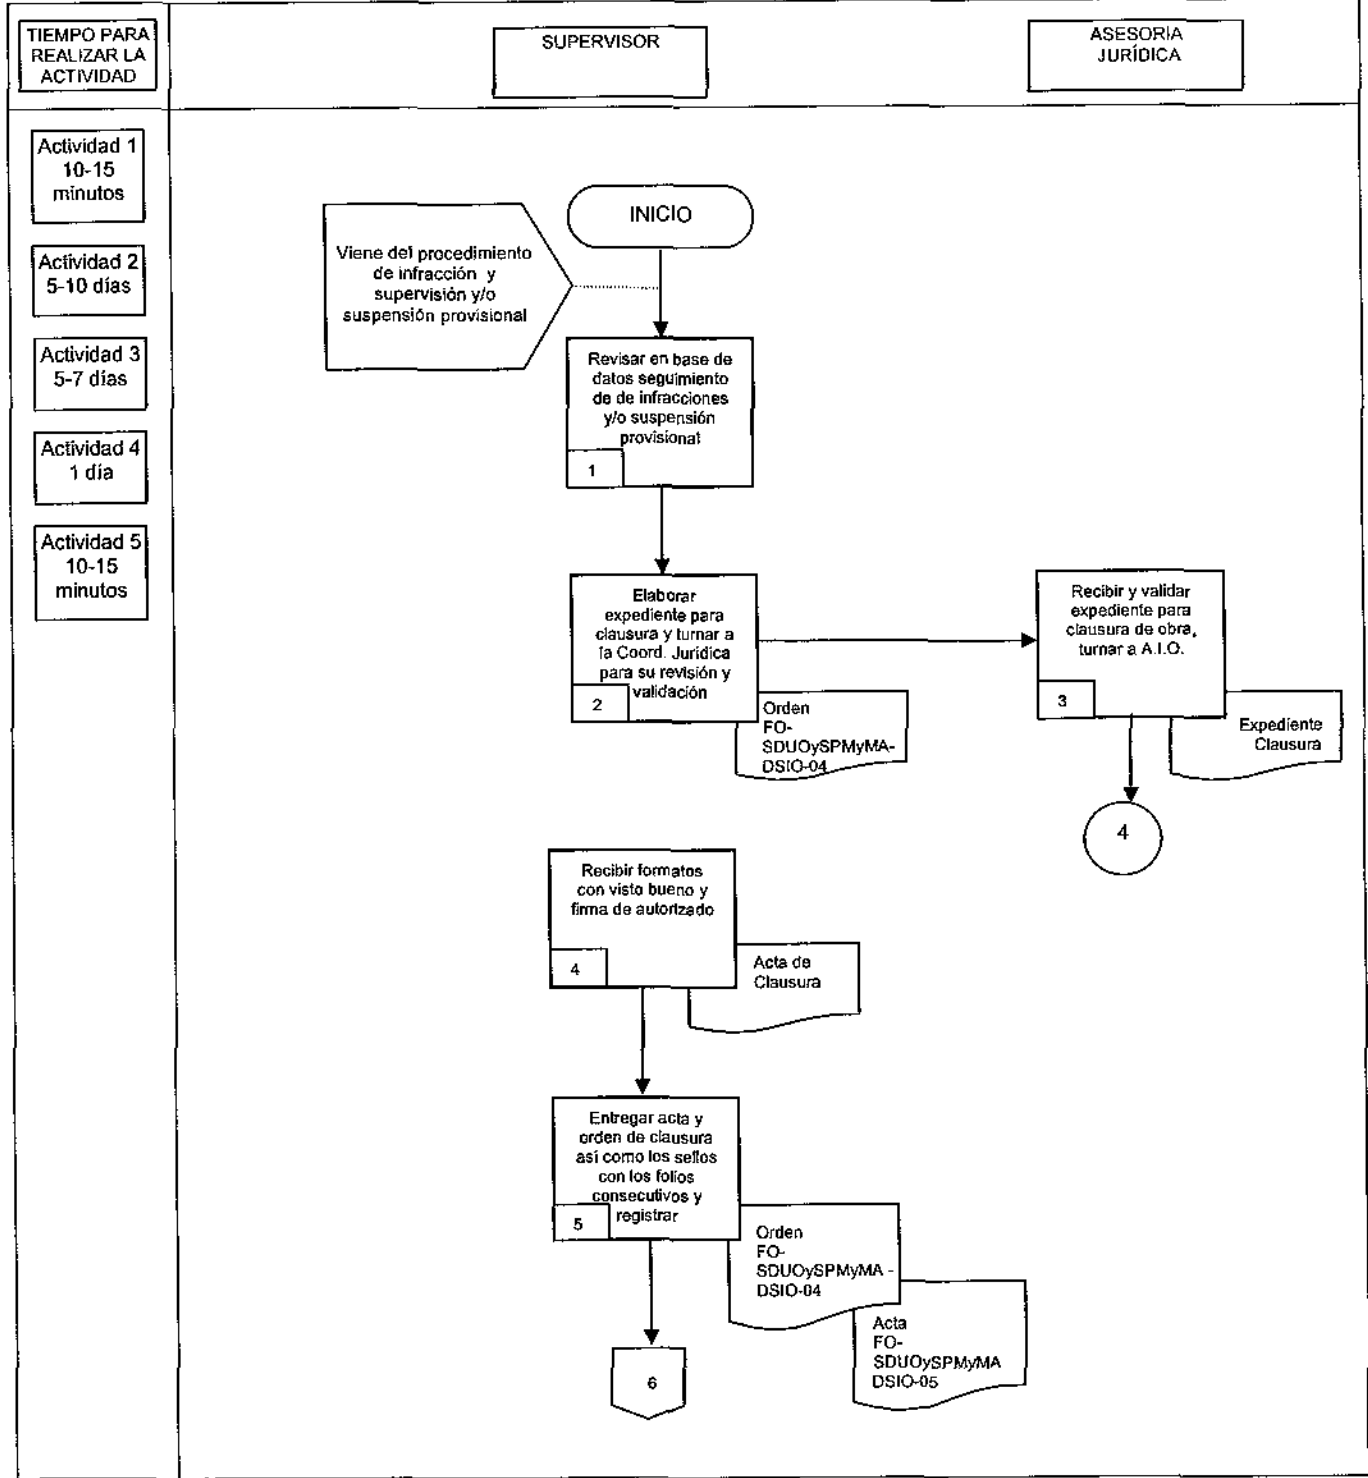 TIEMPO PARA
REALIZAR LA
ACTIVIDAD
SUPERVISOR
ASESORÍA
JURÍDICA
Actividad 1
10-15
minutos
Actividad 2
5-10 días
Actividad 3
5-7 días
Actividad 4
1 día
Actividad 5
10-15
minutos
INICIO
Viene del procedimiento
de infracción y
supervisión y/o
suspensión provisional
Revisar en base de
datos seguimiento
de de infracciones
y/o suspensión
provisional
1
Elaborar
expediente para
clausura y turnar a
la Coord. Jurídica
para su revisión y
validación
2
Orden
FO-
SDUOySPMyMA-
DSIO-04
Recibir y validar
expediente para
clausura de obra,
turnar a A.I.O.
3
Expediente
Clausura
4
Recibir formatos
con visto bueno y
firma de autorizado
4
Acta de
Clausura
Entregar acta y
orden de clausura
así como los sellos
con los folios
consecutivos y
registrar
5
Orden
FO-
SDUOySPMyMA -
DSIO-04
Acta
FO-
SDUOySPMyMA
DSIO-05
6